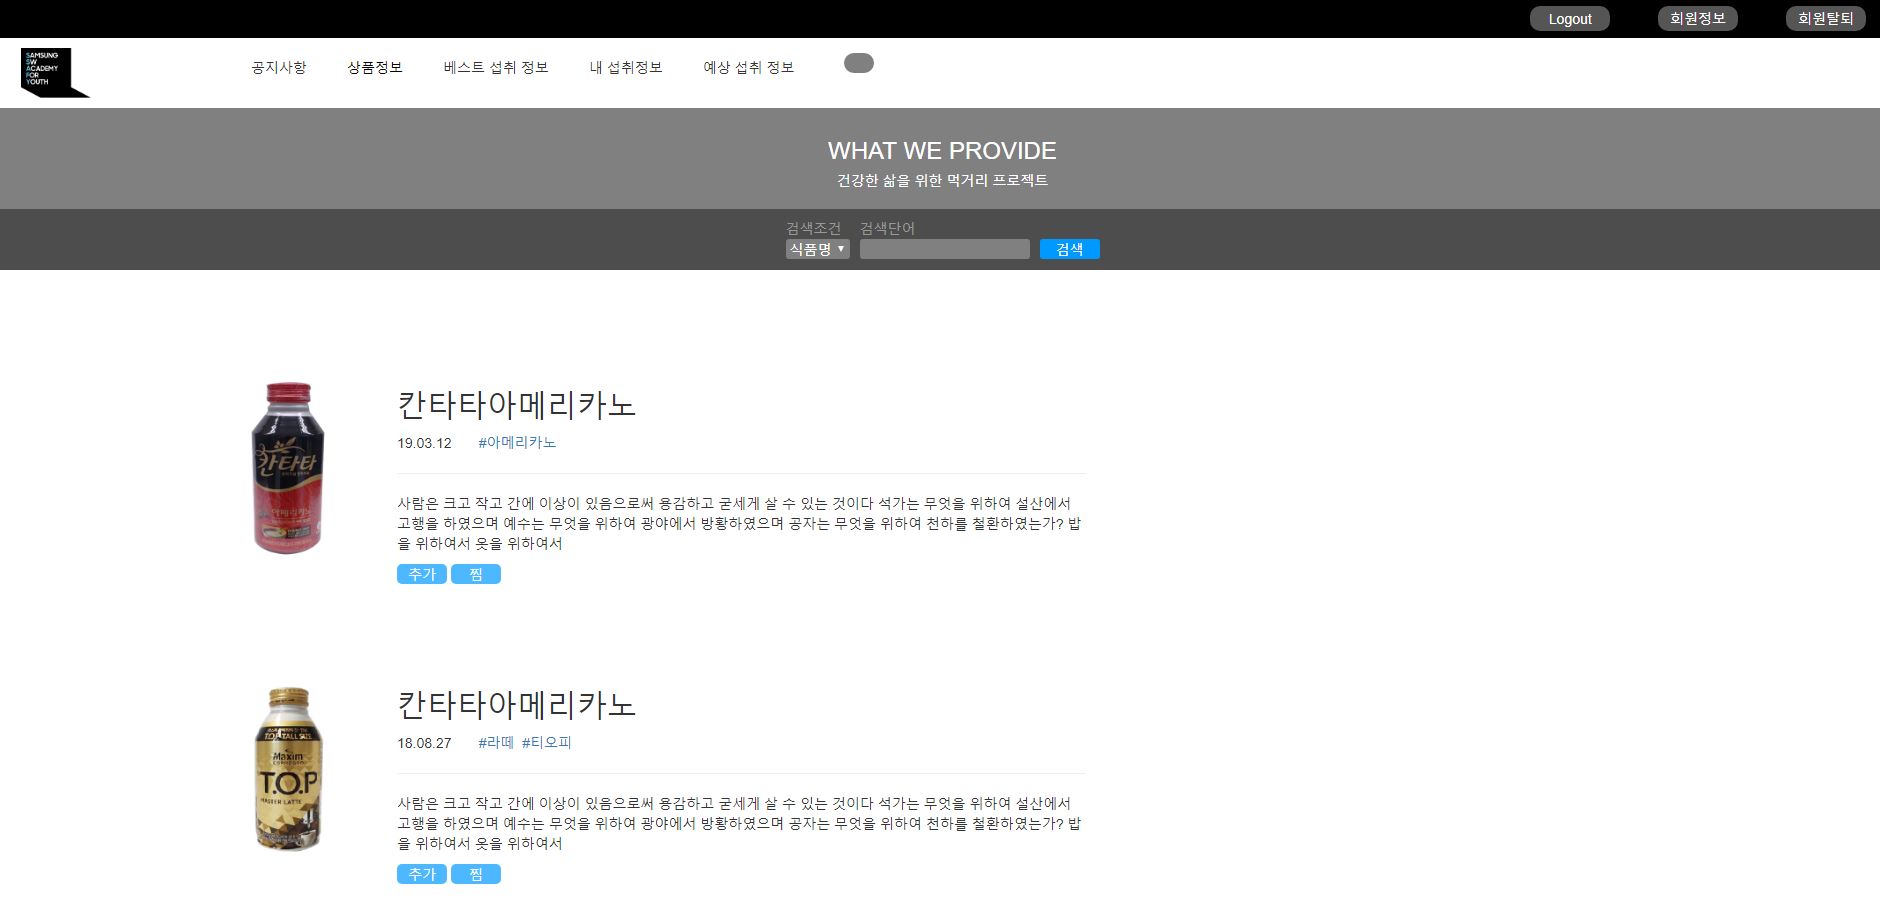 Logout 회원정보 회원탈퇴
SAMSUNG
SW
ACADEMY
FOR
YOUTH
공지사항 상품정보 베스트 섭취 정보 내 섭취정보 예상 섭취 정보
WHAT WE PROVIDE
건강한 삶을 위한 먹거리 프로젝트
검색조건 검색단어
식품명 검색
칸타타
아메리카노
칸타타아메리카노
19.03.12 #아메리카노
사람은 크고 작고 간에 이상이 있음으로써 용감하고 굳세게 살 수 있는 것이다 석가는 무엇을 위하여 설산에서
고행을 하였으며 예수는 무엇을 위하여 광야에서 방황하였으며 공자는 무엇을 위하여 천하를 철환하였는가? 밥
을 위하여서 옷을 위하여서
추가 찜
T.O.P TALL SIZE
Maxim
T.O.P
MASTER LATTE
칸타타아메리카노
18.08.27 #라떼 #티오피
사람은 크고 작고 간에 이상이 있음으로써 용감하고 굳세게 살 수 있는 것이다 석가는 무엇을 위하여 설산에서
고행을 하였으며 예수는 무엇을 위하여 광야에서 방황하였으며 공자는 무엇을 위하여 천하를 철환하였는가? 밥
을 위하여서 옷을 위하여서
추가 찜